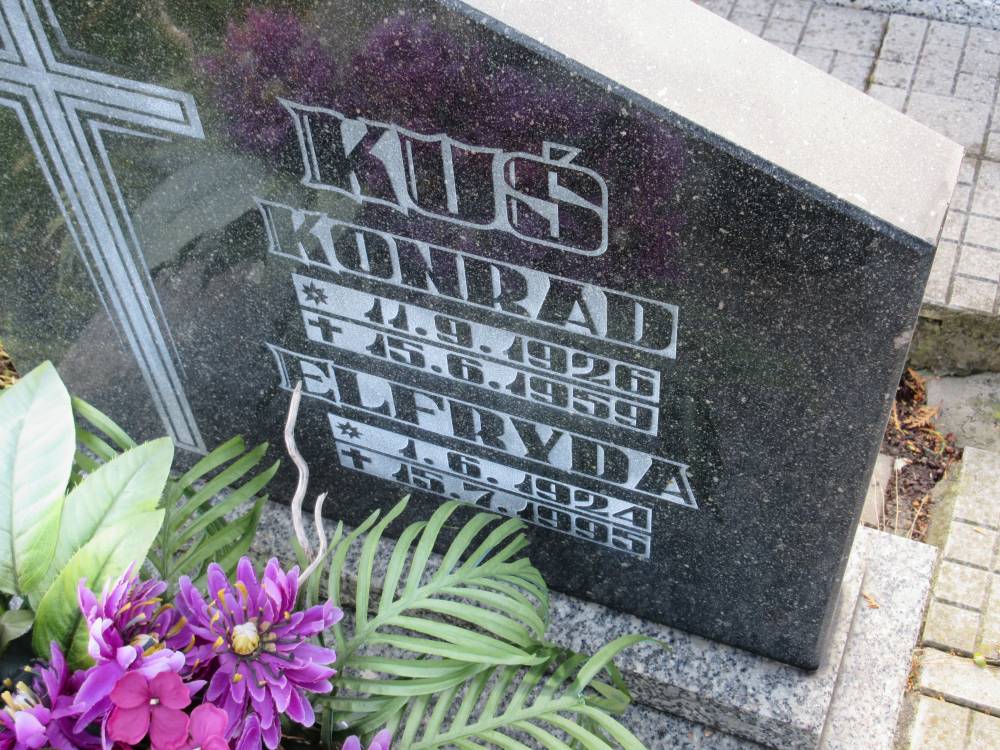 KUŚ
KONRAD
* 11.9.1926
✝ 15.6.1959
ELFRYDA
* 1.6.1924
✝ 15.7.1995